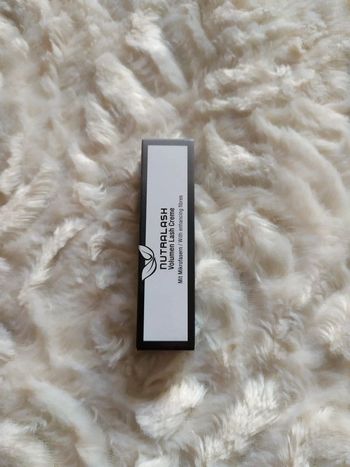 NUTRALASH
Volumen Lash Creme
Mit Mikrofasern / With enhancing fibres